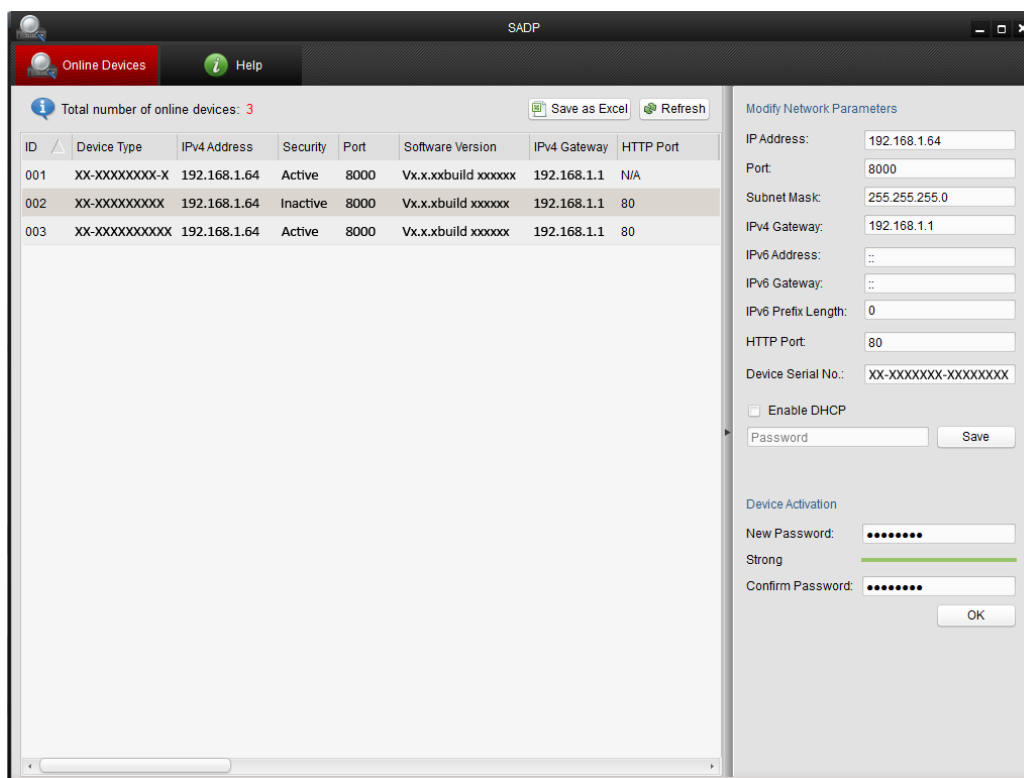 SADP
Online Devices Help
Total number of online devices: 3 Save as Excel Refresh
ID Device Type IPv4 Address Security Port Software Version IPv4 Gateway HTTP Port
001 XX-XXXXXXXX-X 192.168.1.64 Active 8000 Vx.x.xxbuild xxxxxx 192.168.1.1 N/A
002 XX-XXXXXXXXX 192.168.1.64 Inactive 8000 Vx.x.xbuild xxxxxx 192.168.1.1 80
003 XX-XXXXXXXXXX 192.168.1.64 Active 8000 Vx.x.xbuild xxxxxx 192.168.1.1 80
Modify Network Parameters
IP Address: 192.168.1.64
Port: 8000
Subnet Mask: 255.255.255.0
IPv4 Gateway: 192.168.1.1
IPv6 Address: ::
IPv6 Gateway: ::
IPv6 Prefix Length: 0
HTTP Port: 80
Device Serial No.: XX-XXXXXXX-XXXXXXXX
Enable DHCP
Password Save
Device Activation
New Password: ●●●●●●●●
Strong
Confirm Password: ●●●●●●●●
OK